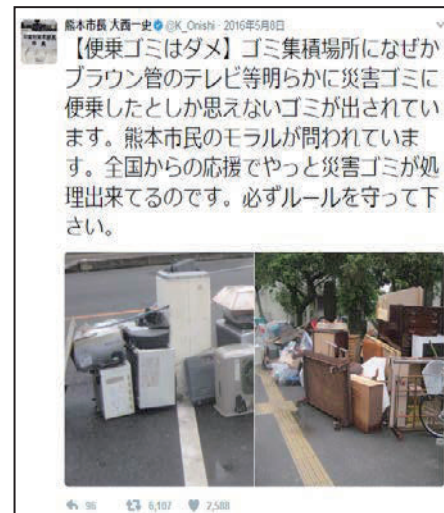 熊本市長 大西一史 @K_Onishi · 2016年5月8日
【便乗ゴミはダメ】ゴミ集積場所になぜか
ブラウン管のテレビ等明らかに災害ゴミに
便乗したとしか思えないゴミが出されてい
ます。熊本市民のモラルが問われていま
す。全国からの応援でやっと災害ゴミが処
理出来てるのです。必ずルールを守って下
さい。
96 6,107 2,588